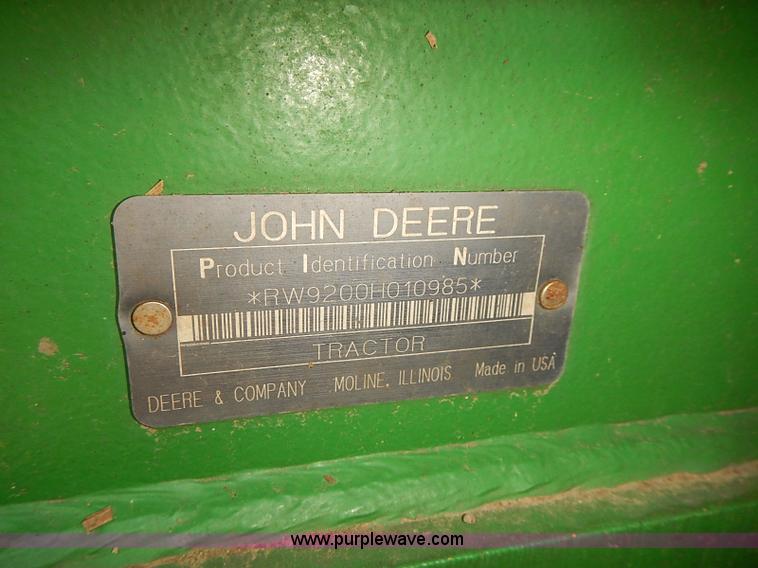 JOHN DEERE
Product Identification Number
*RW9200H010985*
TRACTOR
DEERE & COMPANY MOLINE, ILLINOIS Made in USA
www.purplewave.com